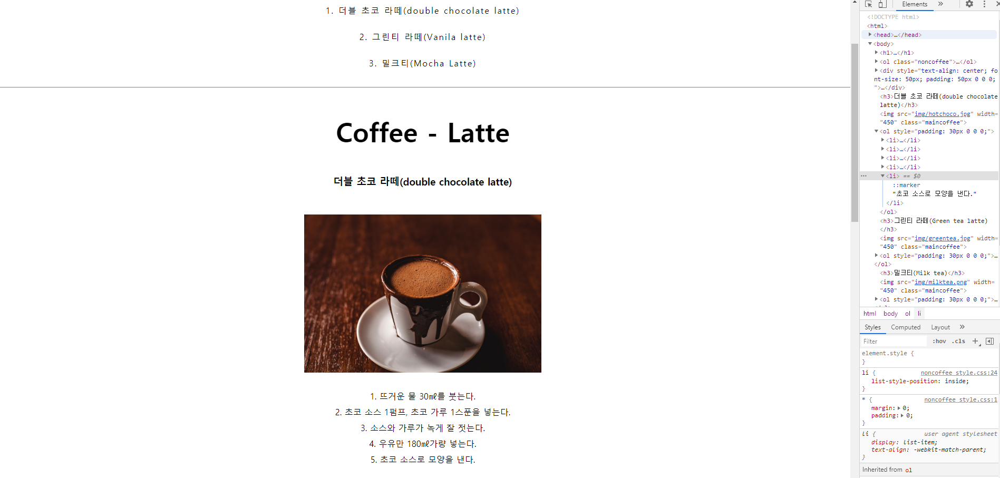 1. 더블 초코 라떼(double chocolate latte)
2. 그린티 라떼(Vanila latte)
3. 밀크티(Mocha Latte)
Coffee - Latte
더블 초코 라떼(double chocolate latte)
1. 뜨거운 물 30㎖를 붓는다.
2. 초코 소스 1펌프, 초코 가루 1스푼을 넣는다.
3. 소스와 가루가 녹게 잘 젓는다.
4. 우유만 180㎖가량 넣는다.
5. 초코 소스로 모양을 낸다.
Elements
<!DOCTYPE html>
<html>
<head>…</head>
<body>
<h1>…</h1>
<ol class="noncoffee">…</ol>
<div style="text-align: center; fo
nt-size: 50px; padding: 50px 0 0 0;
">…</div>
<h3>더블 초코 라떼(double chocolate
latte)</h3>
<img src="img/hotchoco.jpg" width=
"450" class="maincoffee">
<ol style="padding: 30px 0 0 0;">
<li>…</li>
<li>…</li>
<li>…</li>
<li>…</li>
<li> == $0
::marker
"초코 소스로 모양을 낸다."
</li>
</ol>
<h3>그린티 라떼(Green tea latte)
</h3>
<img src="img/greentea.jpg" width=
"450" class="maincoffee">
<ol style="padding: 30px 0 0 0;">…
</ol>
<h3>밀크티(Milk tea)</h3>
<img src="img/milktea.png" width=
"450" class="maincoffee">
<ol style="padding: 30px 0 0 0;">…
html body ol li
Styles Computed Layout
Filter :hov .cls
element.style {
}
li { noncoffee style.css:24
list-style-position: inside;
}
* { noncoffee style.css:1
margin: 0;
padding: 0;
}
li { user agent stylesheet
display: list-item;
text-align: -webkit-match-parent;
}
Inherited from ol